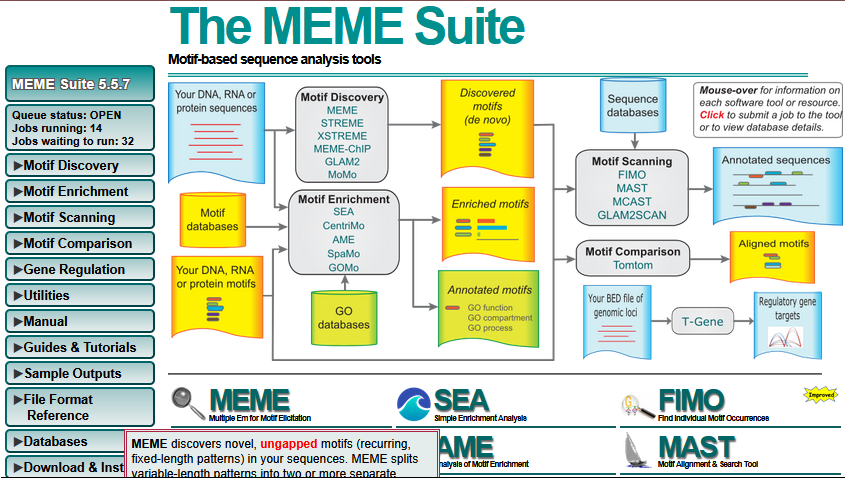 The MEME Suite
Motif-based sequence analysis tools
MEME Suite 5.5.7
Queue status: OPEN
Jobs running: 14
Jobs waiting to run: 32
►Motif Discovery
►Motif Enrichment
►Motif Scanning
►Motif Comparison
►Gene Regulation
►Utilities
►Manual
►Guides & Tutorials
►Sample Outputs
►File Format
Reference
►Databases
►Download & Inst
Your DNA, RNA or
protein sequences
Motif
databases
Your DNA, RNA
or protein motifs
Motif Discovery
MEME
STREME
XSTREME
MEME-ChIP
GLAM2
MoMo
Motif Enrichment
SEA
CentriMo
AME
SpaMo
GOMo
GO
databases
Discovered
motifs
(de novo)
Enriched motifs
Annotated motifs
GO function
GO compartment
GO process
Sequence
databases
Motif Scanning
FIMO
MAST
MCAST
GLAM2SCAN
Motif Comparison
Tomtom
Your BED file of
genomic loci
T-Gene
Mouse-over for information on
each software tool or resource.
Click to submit a job to the tool
or to view database details.
Annotated sequences
Aligned motifs
Regulatory gene
targets
MEME
Multiple Em for Motif Elicitation
SEA
Simple Enrichment Analysis
FIMO
Find Individual Motif Occurrences
Improved
AME
nalysis of Motif Enrichment
MAST
Motif Alignment & Search Tool
MEME discovers novel, ungapped motifs (recurring,
fixed-length patterns) in your sequences. MEME splits
variable-length patterns into two or more separate